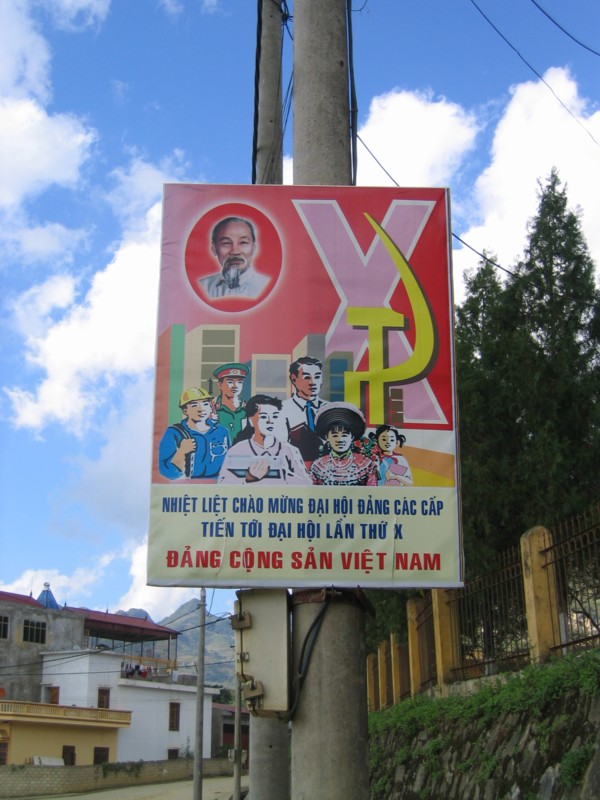 X
NHIỆT LIỆT CHÀO MỪNG ĐẠI HỘI ĐẢNG CÁC CẤP
TIẾN TỚI ĐẠI HỘI LẦN THỨ X
ĐẢNG CỘNG SẢN VIỆT NAM